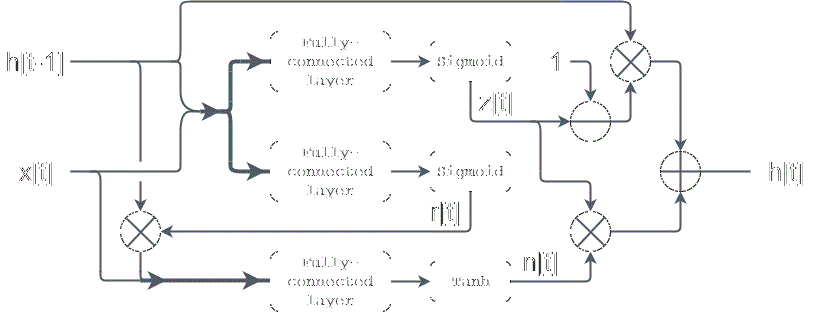 h[t-1]
Fully-
connected
layer
Sigmoid
1
z[t]
x[t]
Fully-
connected
layer
Sigmoid
h[t]
r[t]
n[t]
Fully-
connected
layer
Tanh